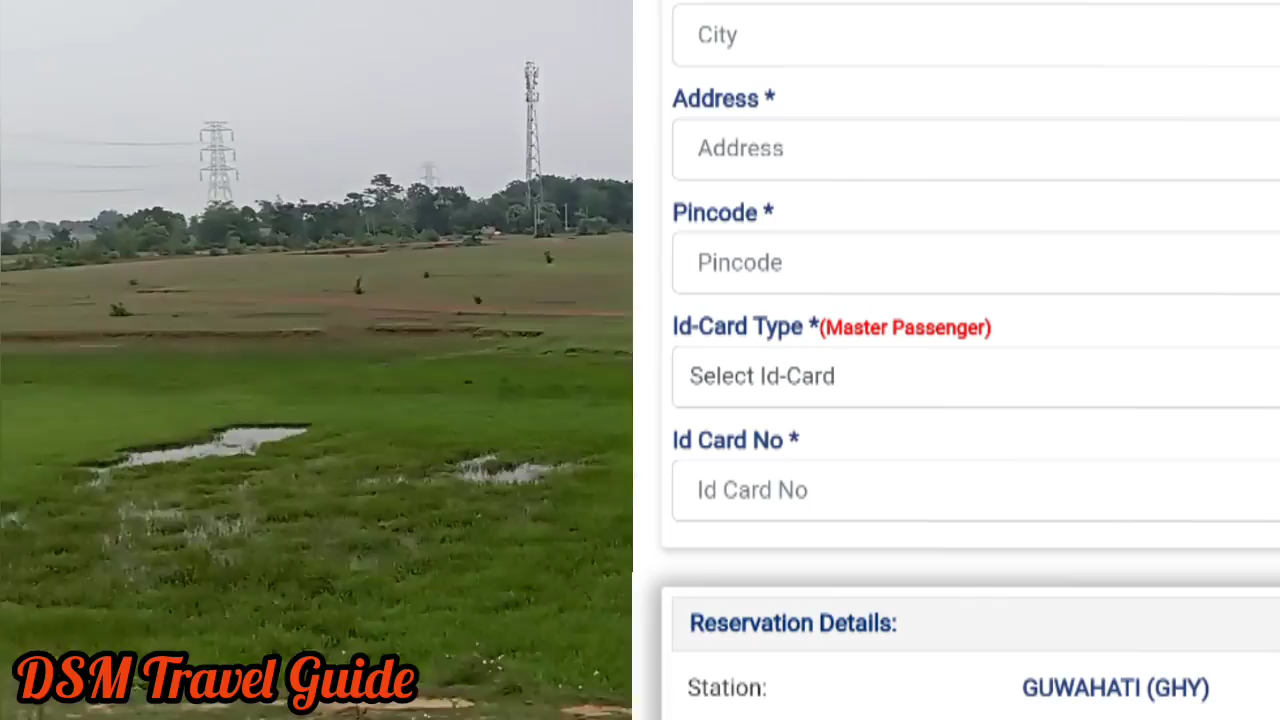 City
Address *
Address
Pincode *
Pincode
Id-Card Type *(Master Passenger)
Select Id-Card
Id Card No *
Id Card No
Reservation Details:
Station: GUWAHATI (GHY)
DSM Travel Guide